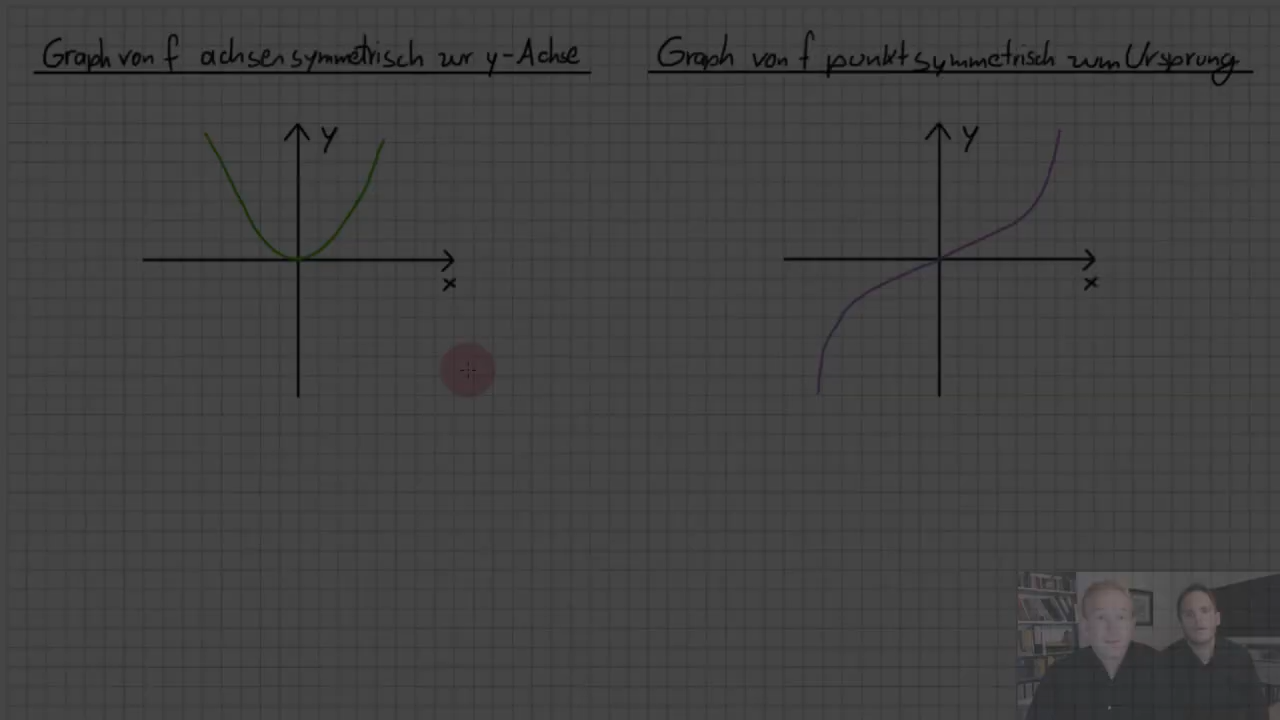 Graph von f achsensymmetrisch zur y-Achse
Graph von f punktsymmetrisch zum Ursprung
y
y
x
x